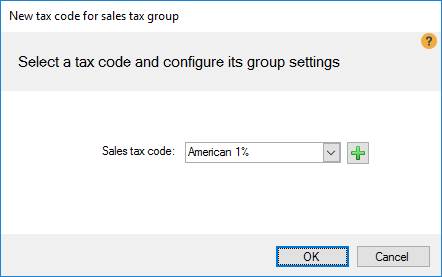 New tax code for sales tax group
?
Select a tax code and configure its group settings
Sales tax code: American 1%
OK Cancel